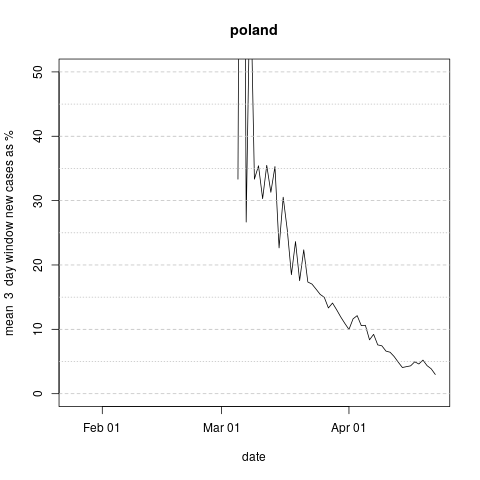 poland
mean 3 day window new cases as %
50
40
30
20
10
0
Feb 01
Mar 01
Apr 01
date